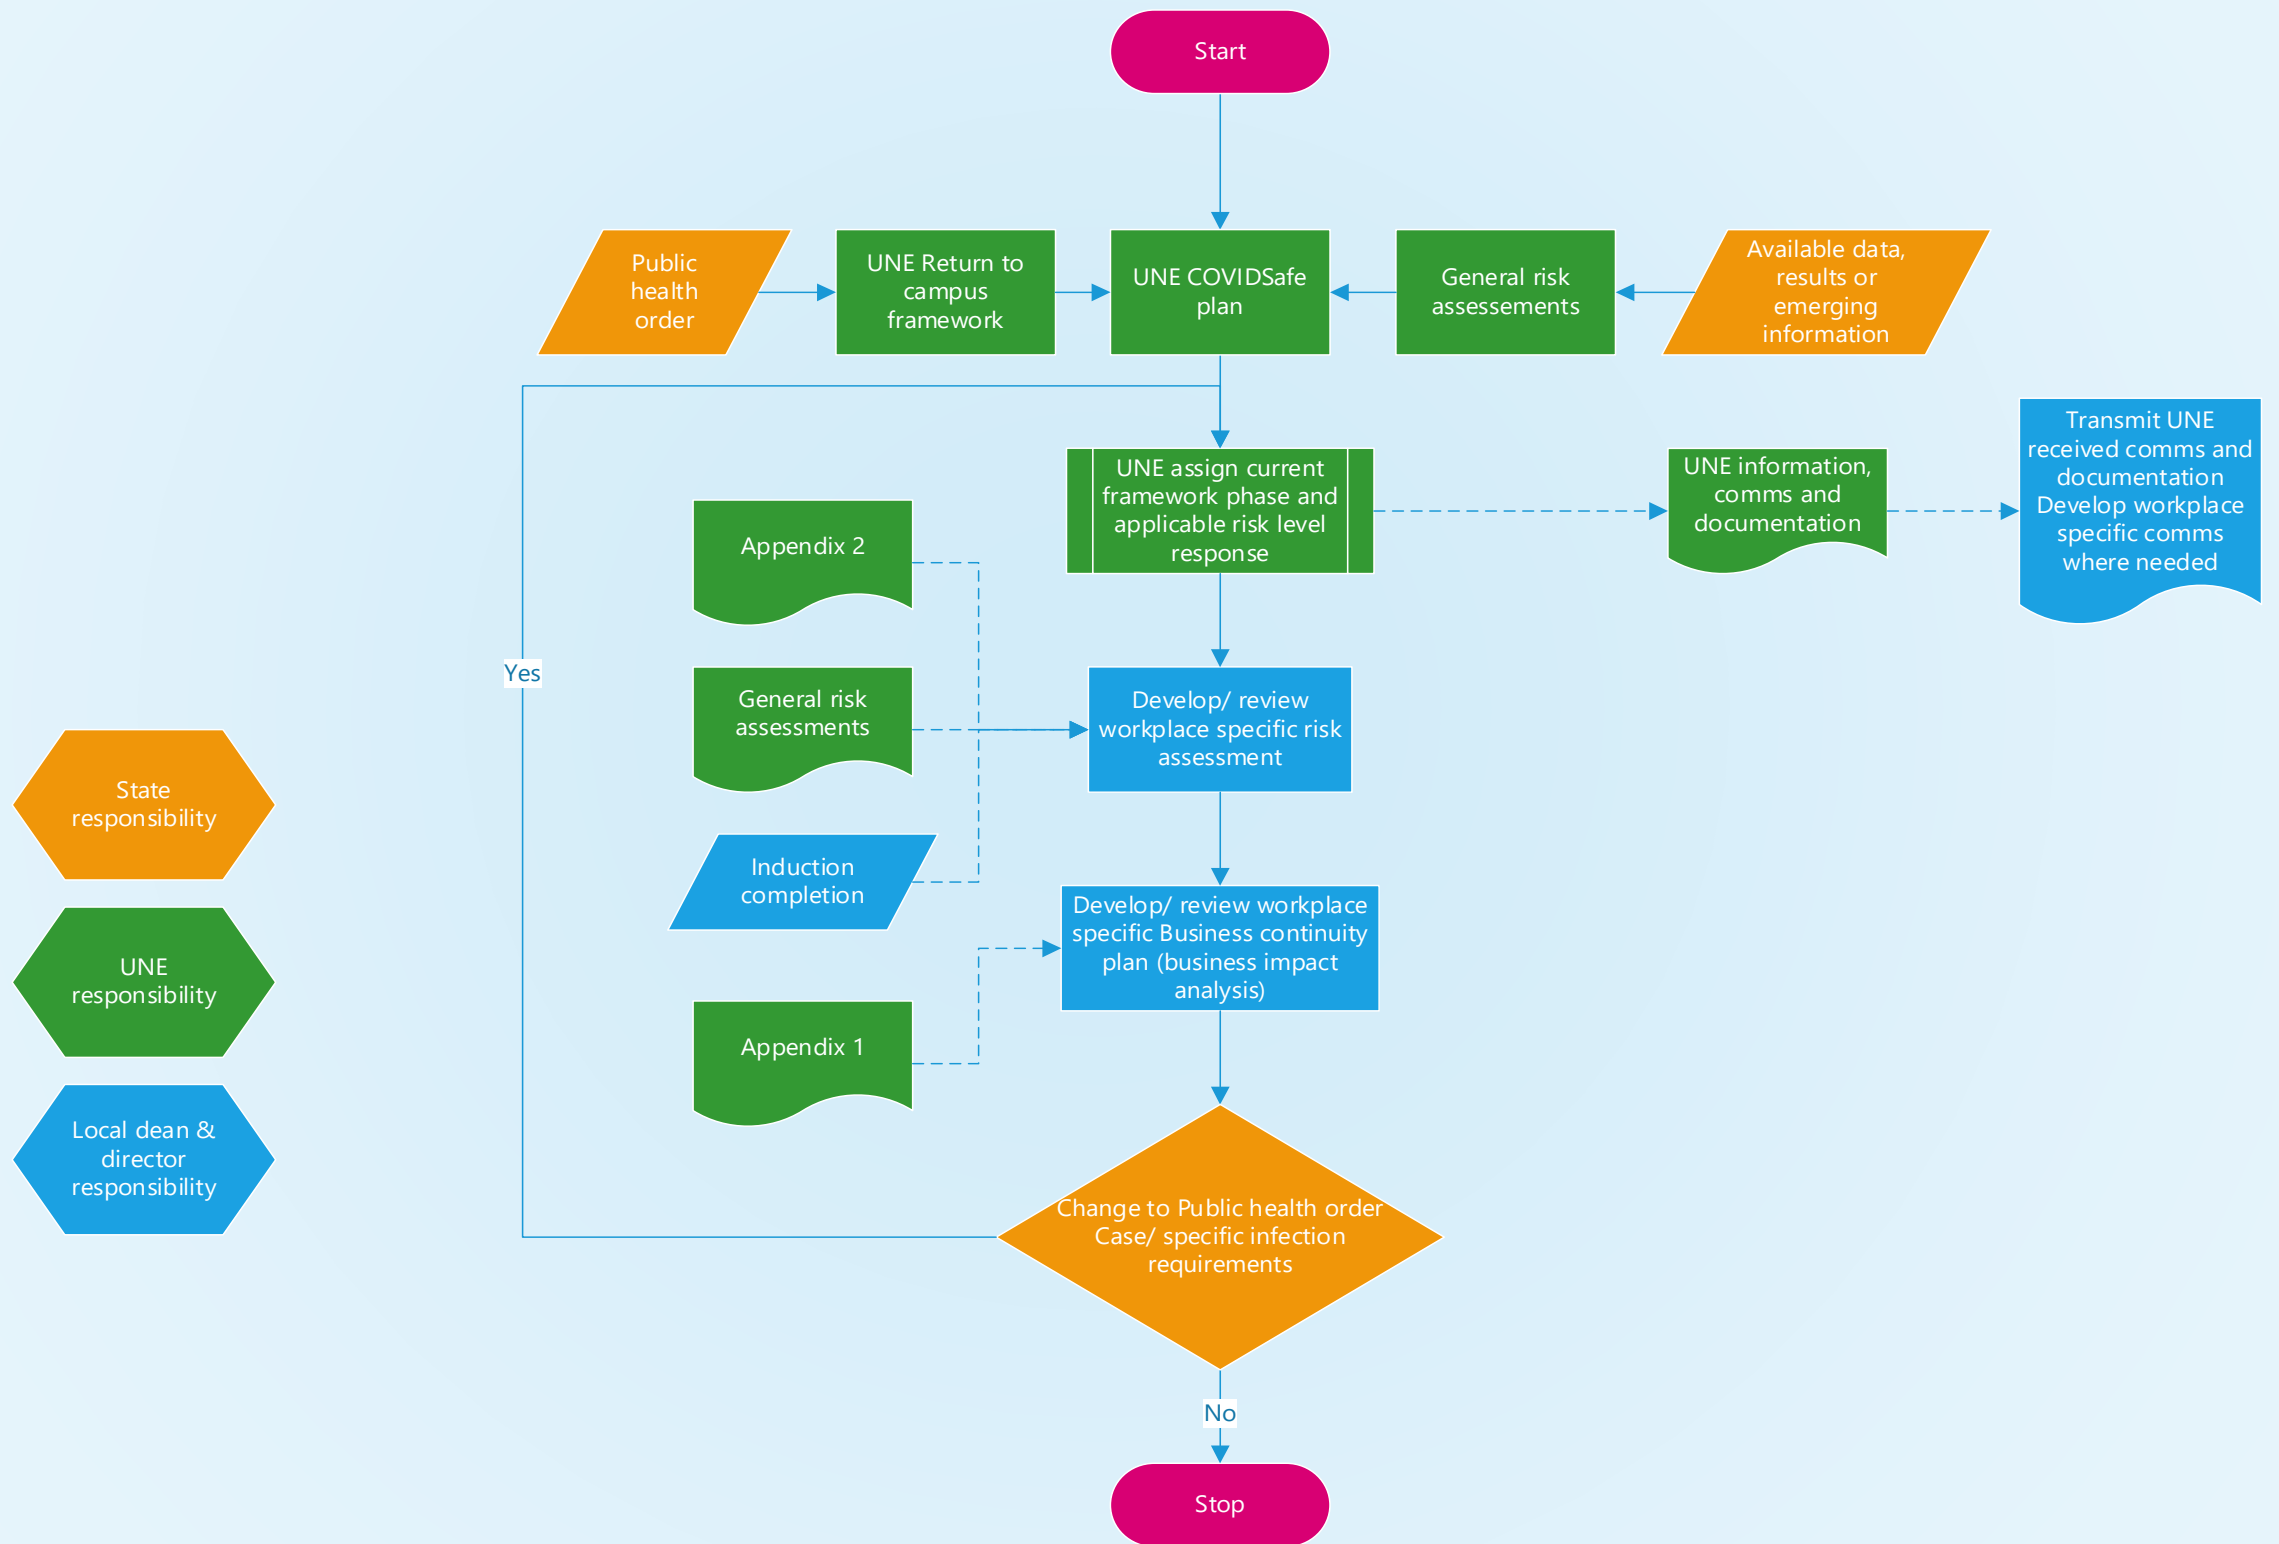 Start
Public
health
order
UNE Return to
campus
framework
UNE COVIDSafe
plan
General risk
assessements
Available data,
results or
emerging
information
UNE assign current
framework phase and
applicable risk level
response
UNE information,
comms and
documentation
Transmit UNE
received comms and
documentation
Develop workplace
specific comms
where needed
Appendix 2
Yes
General risk
assessments
Develop/ review
workplace specific risk
assessment
State
responsibility
Induction
completion
Develop/ review workplace
specific Business continuity
plan (business impact
analysis)
UNE
responsibility
Appendix 1
Local dean &
director
responsibility
Change to Public health order
Case/ specific infection
requirements
No
Stop